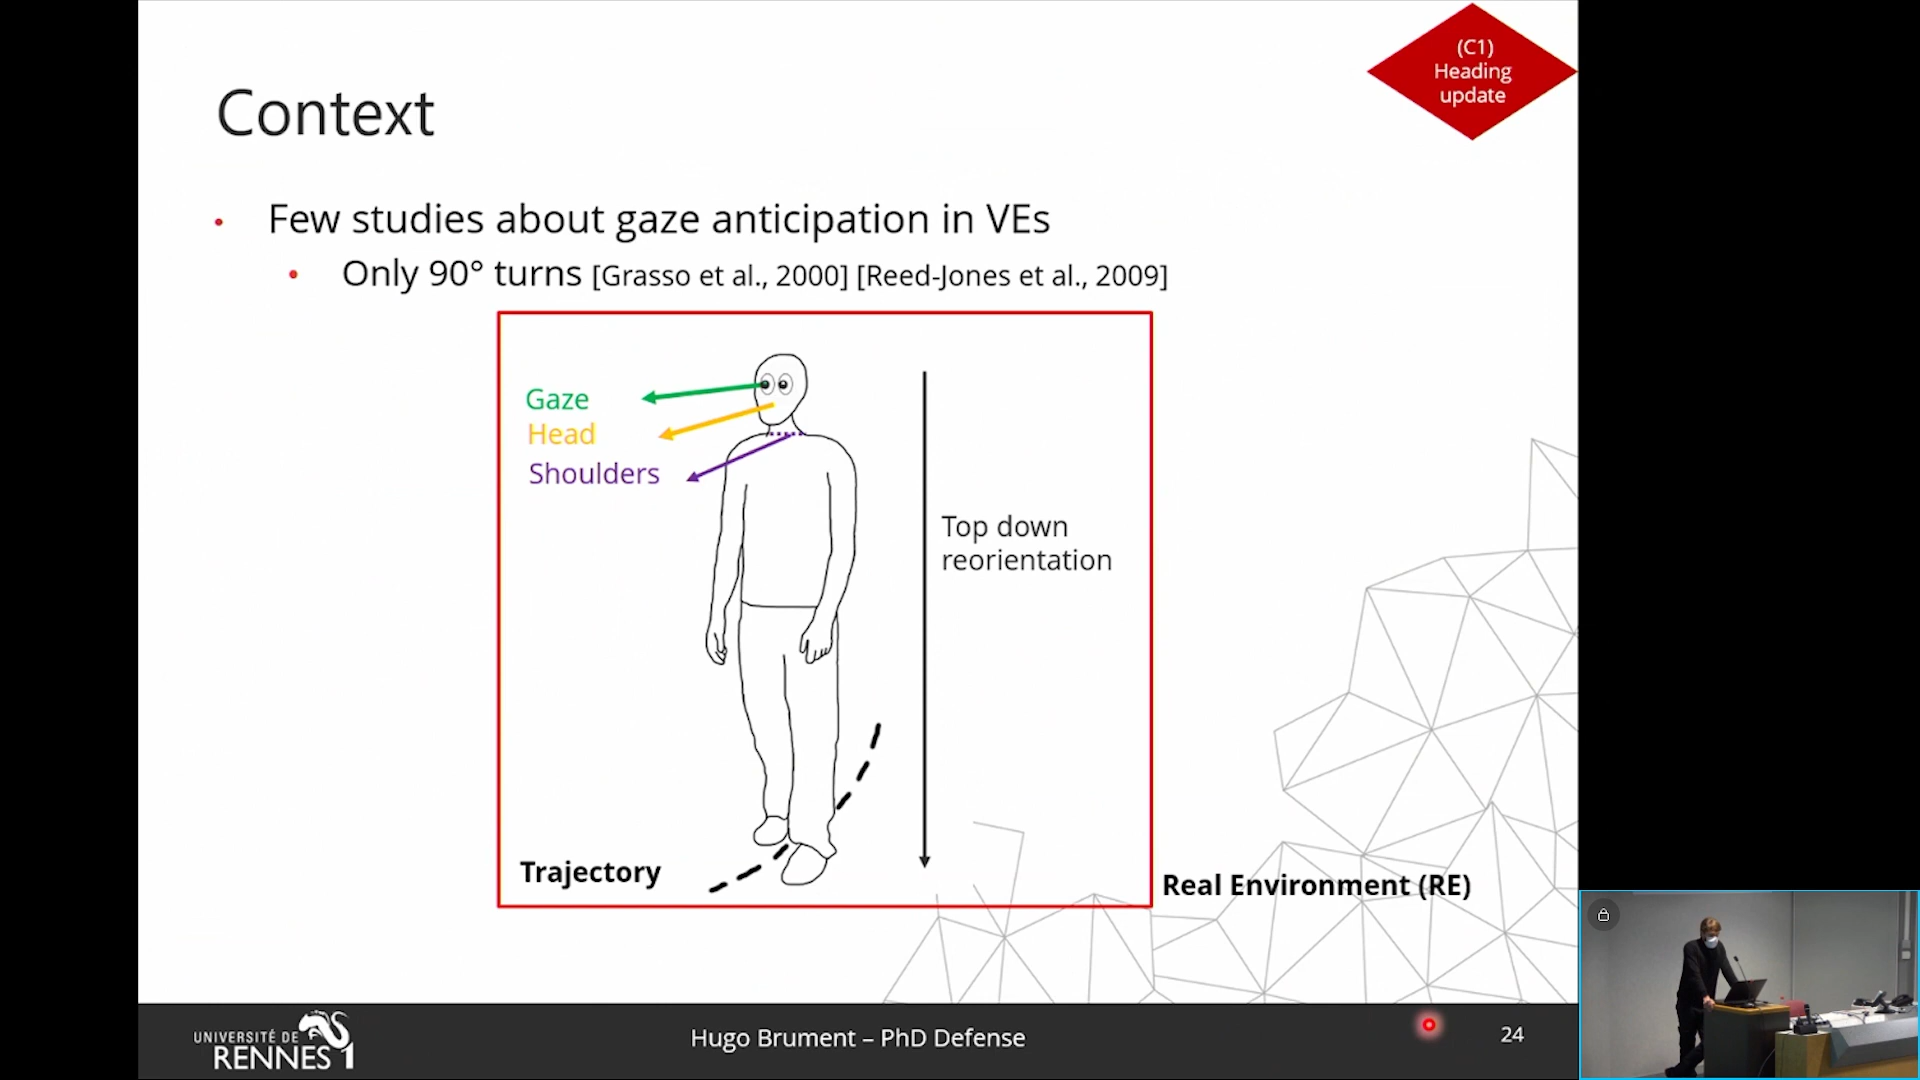 (C1)
Heading
update
Context
• Few studies about gaze anticipation in VEs
• Only 90° turns [Grasso et al., 2000] [Reed-Jones et al., 2009]
Gaze
Head
Shoulders
Top down
reorientation
Trajectory
Real Environment (RE)
UNIVERSITÉ DE
RENNES 1
Hugo Brument – PhD Defense
24